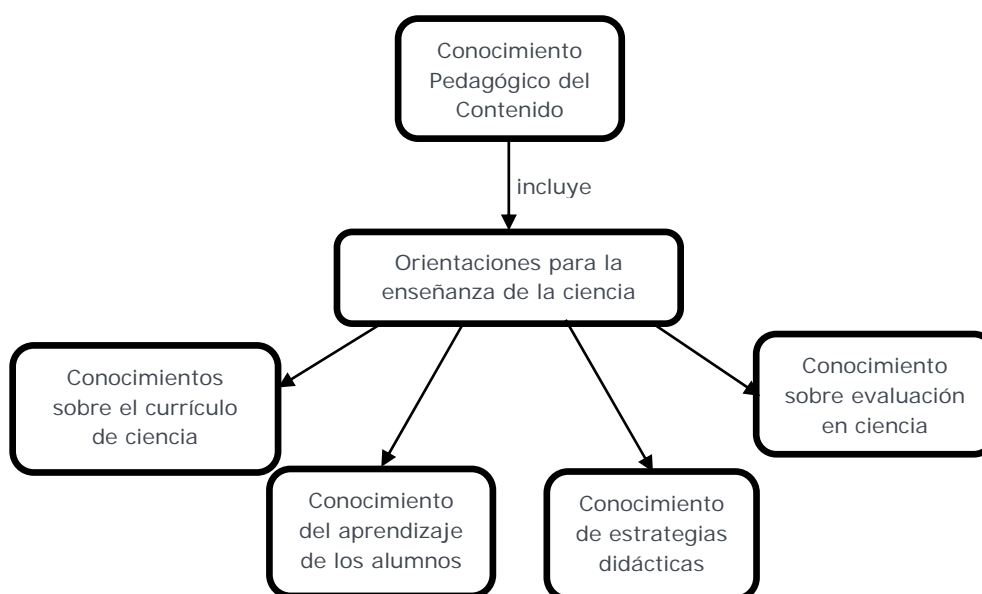 Conocimiento
Pedagógico del
Contenido
incluye
Orientaciones para la
enseñanza de la ciencia
Conocimientos
sobre el currículo
de ciencia
Conocimiento
del aprendizaje
de los alumnos
Conocimiento
de estrategias
didácticas
Conocimiento
sobre evaluación
en ciencia